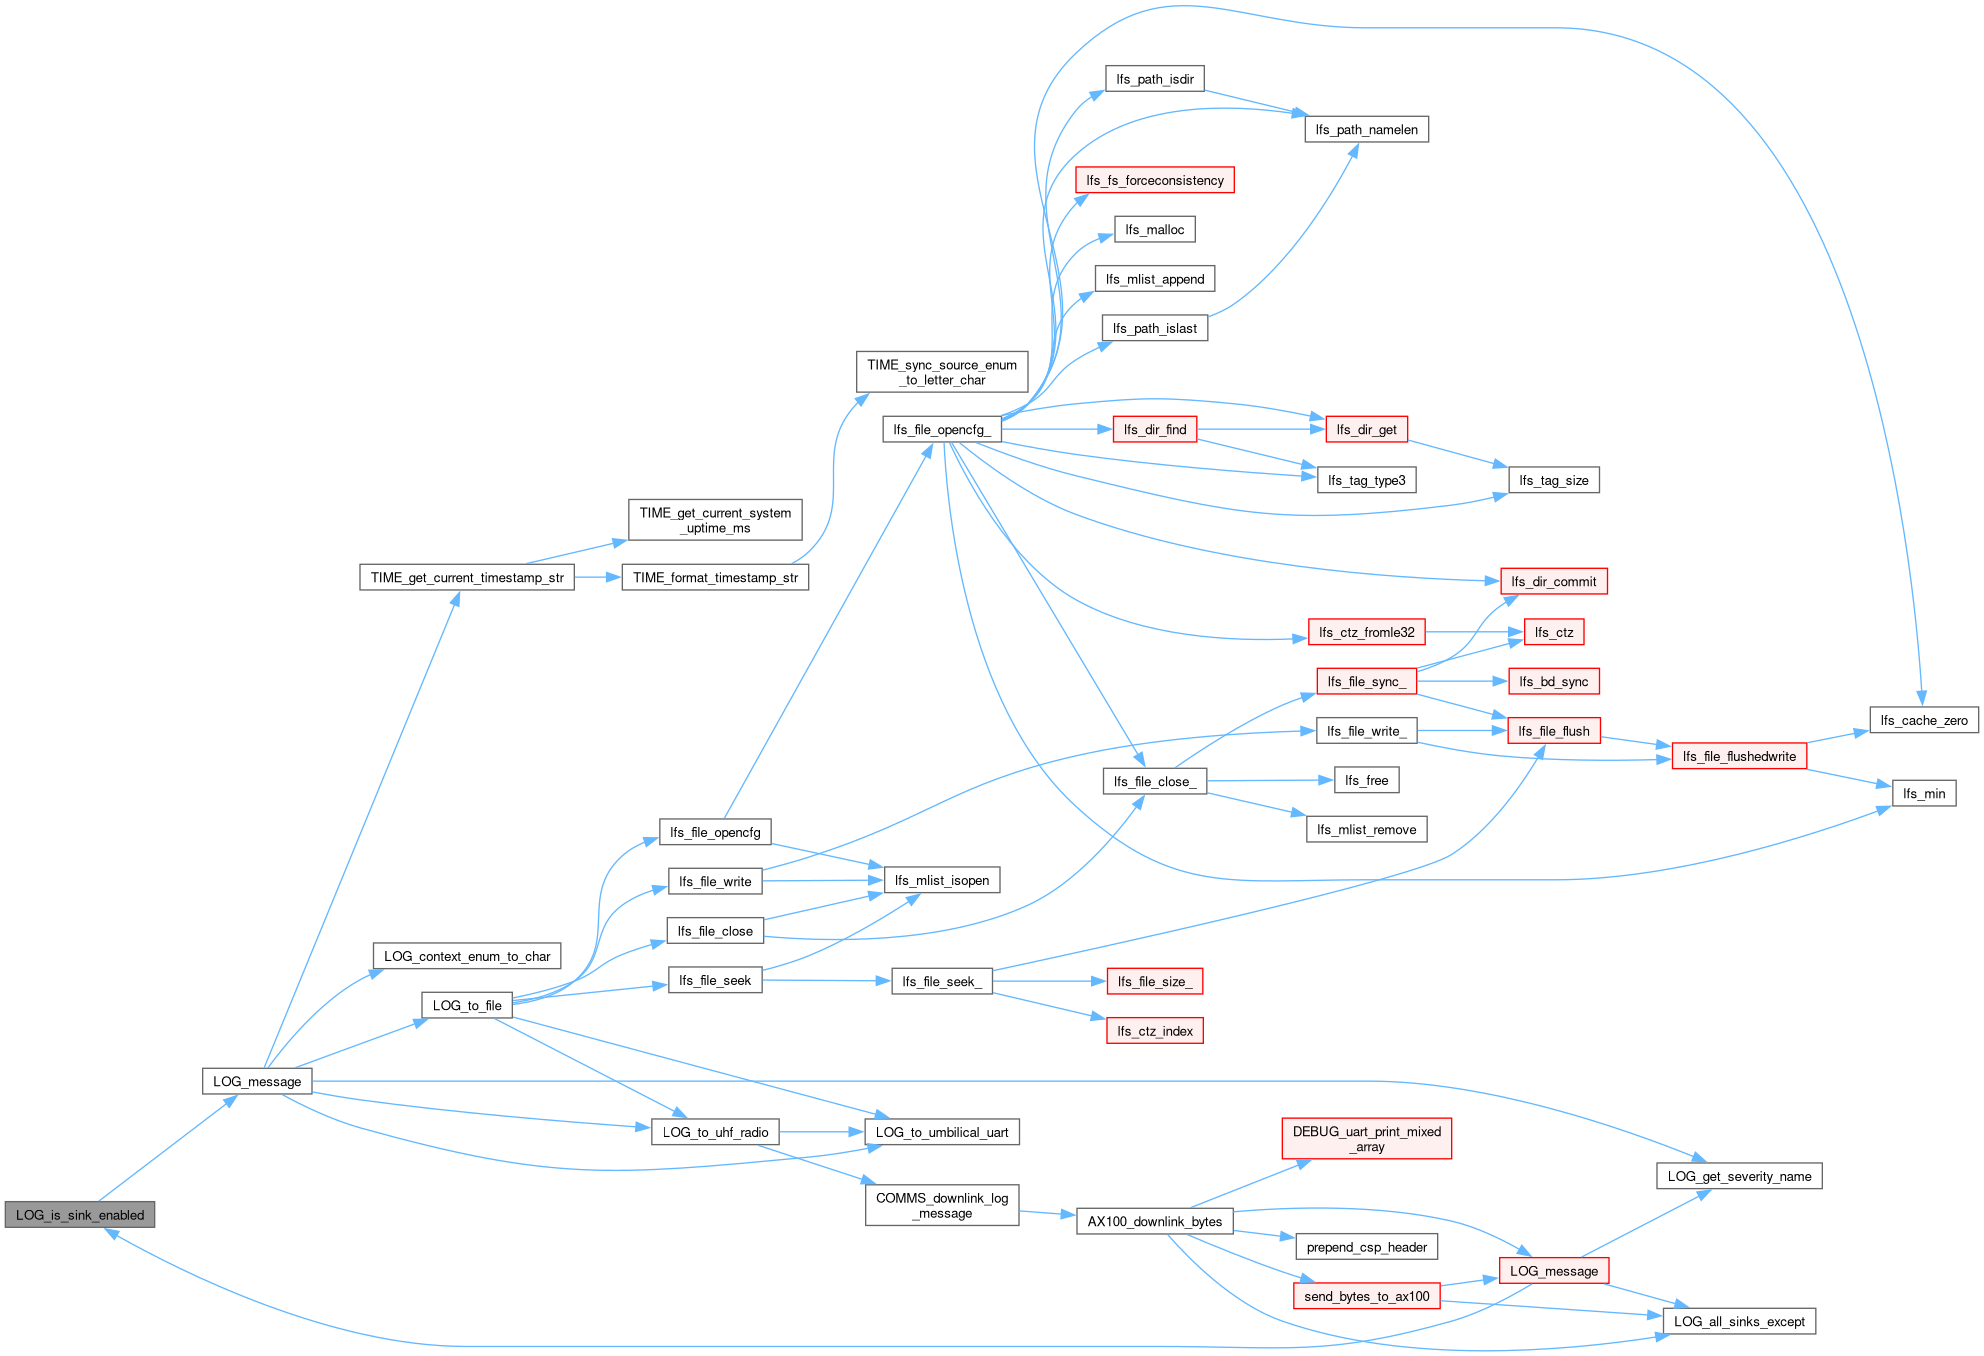 lfs_path_isdir
lfs_path_namelen
lfs_fs_forceconsistency
lfs_malloc
lfs_mlist_append
lfs_path_islast
TIME_sync_source_enum
_to_letter_char
lfs_file_opencfg_
lfs_dir_find
lfs_dir_get
lfs_tag_type3
lfs_tag_size
TIME_get_current_system
_uptime_ms
TIME_get_current_timestamp_str
TIME_format_timestamp_str
lfs_dir_commit
lfs_ctz_fromle32
lfs_ctz
lfs_file_sync_
lfs_bd_sync
lfs_cache_zero
lfs_file_write_
lfs_file_flush
lfs_file_flushedwrite
lfs_file_close_
lfs_free
lfs_min
lfs_mlist_remove
lfs_file_opencfg
lfs_file_write
lfs_mlist_isopen
lfs_file_close
LOG_context_enum_to_char
lfs_file_seek
lfs_file_seek_
lfs_file_size_
LOG_to_file
lfs_ctz_index
LOG_message
LOG_to_uhf_radio
LOG_to_umbilical_uart
DEBUG_uart_print_mixed
_array
LOG_get_severity_name
COMMS_downlink_log
_message
LOG_is_sink_enabled
AX100_downlink_bytes
prepend_csp_header
LOG_message
send_bytes_to_ax100
LOG_all_sinks_except